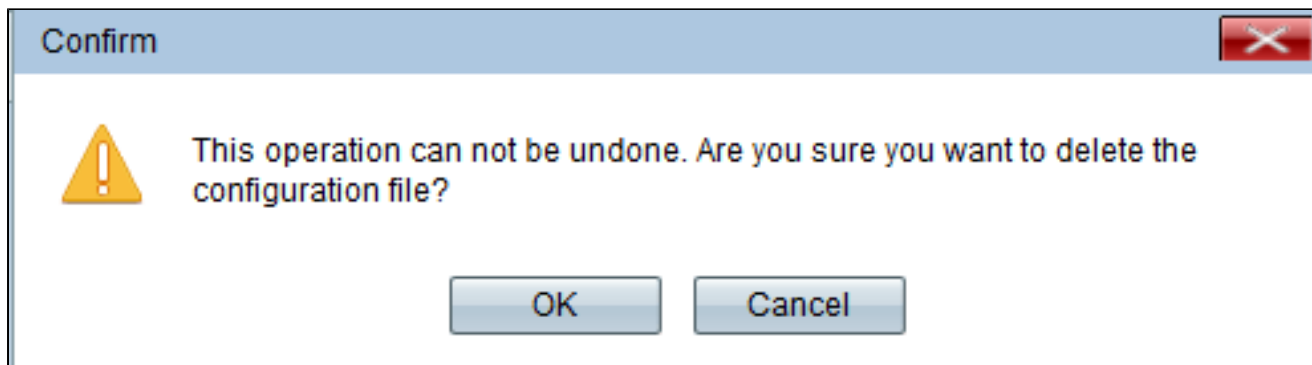 Confirm
This operation can not be undone. Are you sure you want to delete the
configuration file?
OK
Cancel